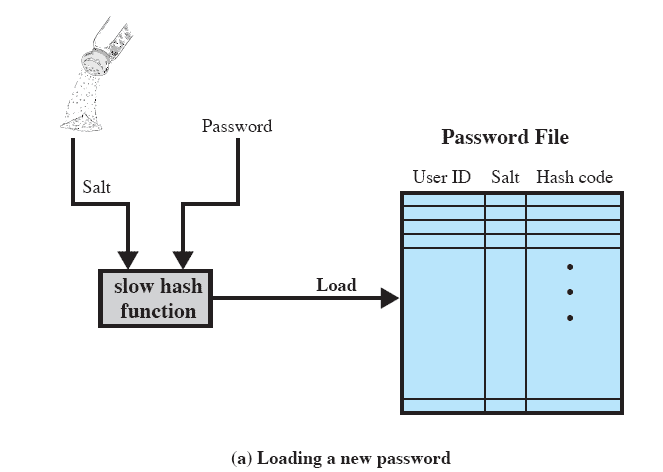 Password
Password File
User ID Salt Hash code
Salt
slow hash
function
Load
(a) Loading a new password